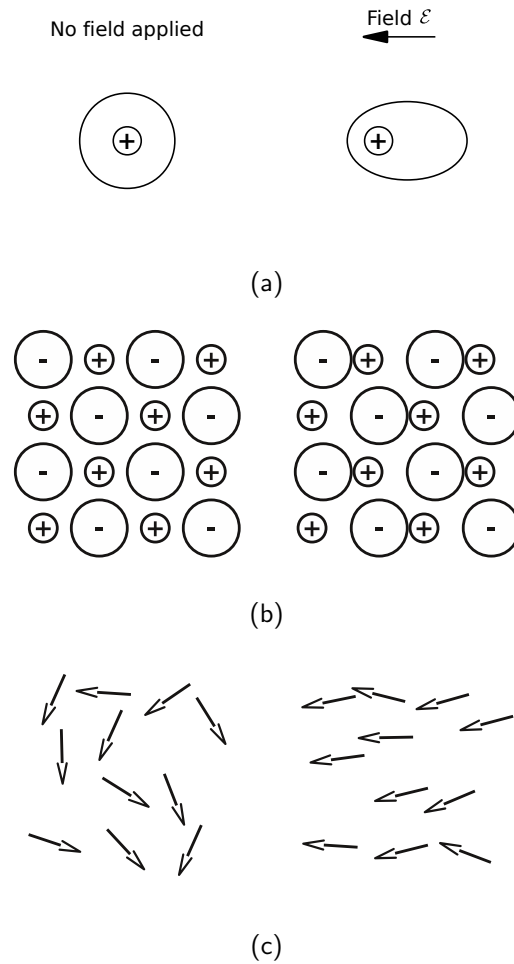 No field applied
Field ℰ
+ +
(a)
- + - + - + - +
+ - + - + - + -
- + - + - + - +
+ - + - + - + -
(b)
(c)